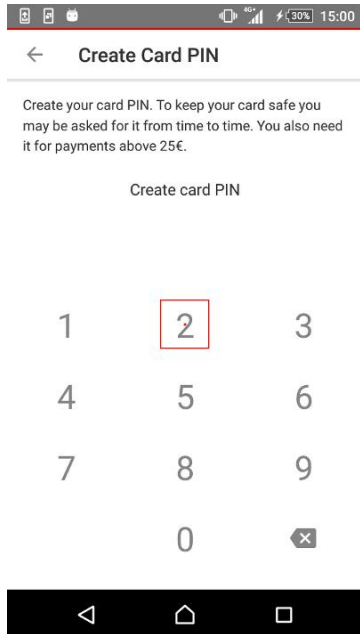 4G+ 30% 15:00
Create Card PIN
Create your card PIN. To keep your card safe you
may be asked for it from time to time. You also need
it for payments above 25€.
Create card PIN
1 2 3
4 5 6
7 8 9
0